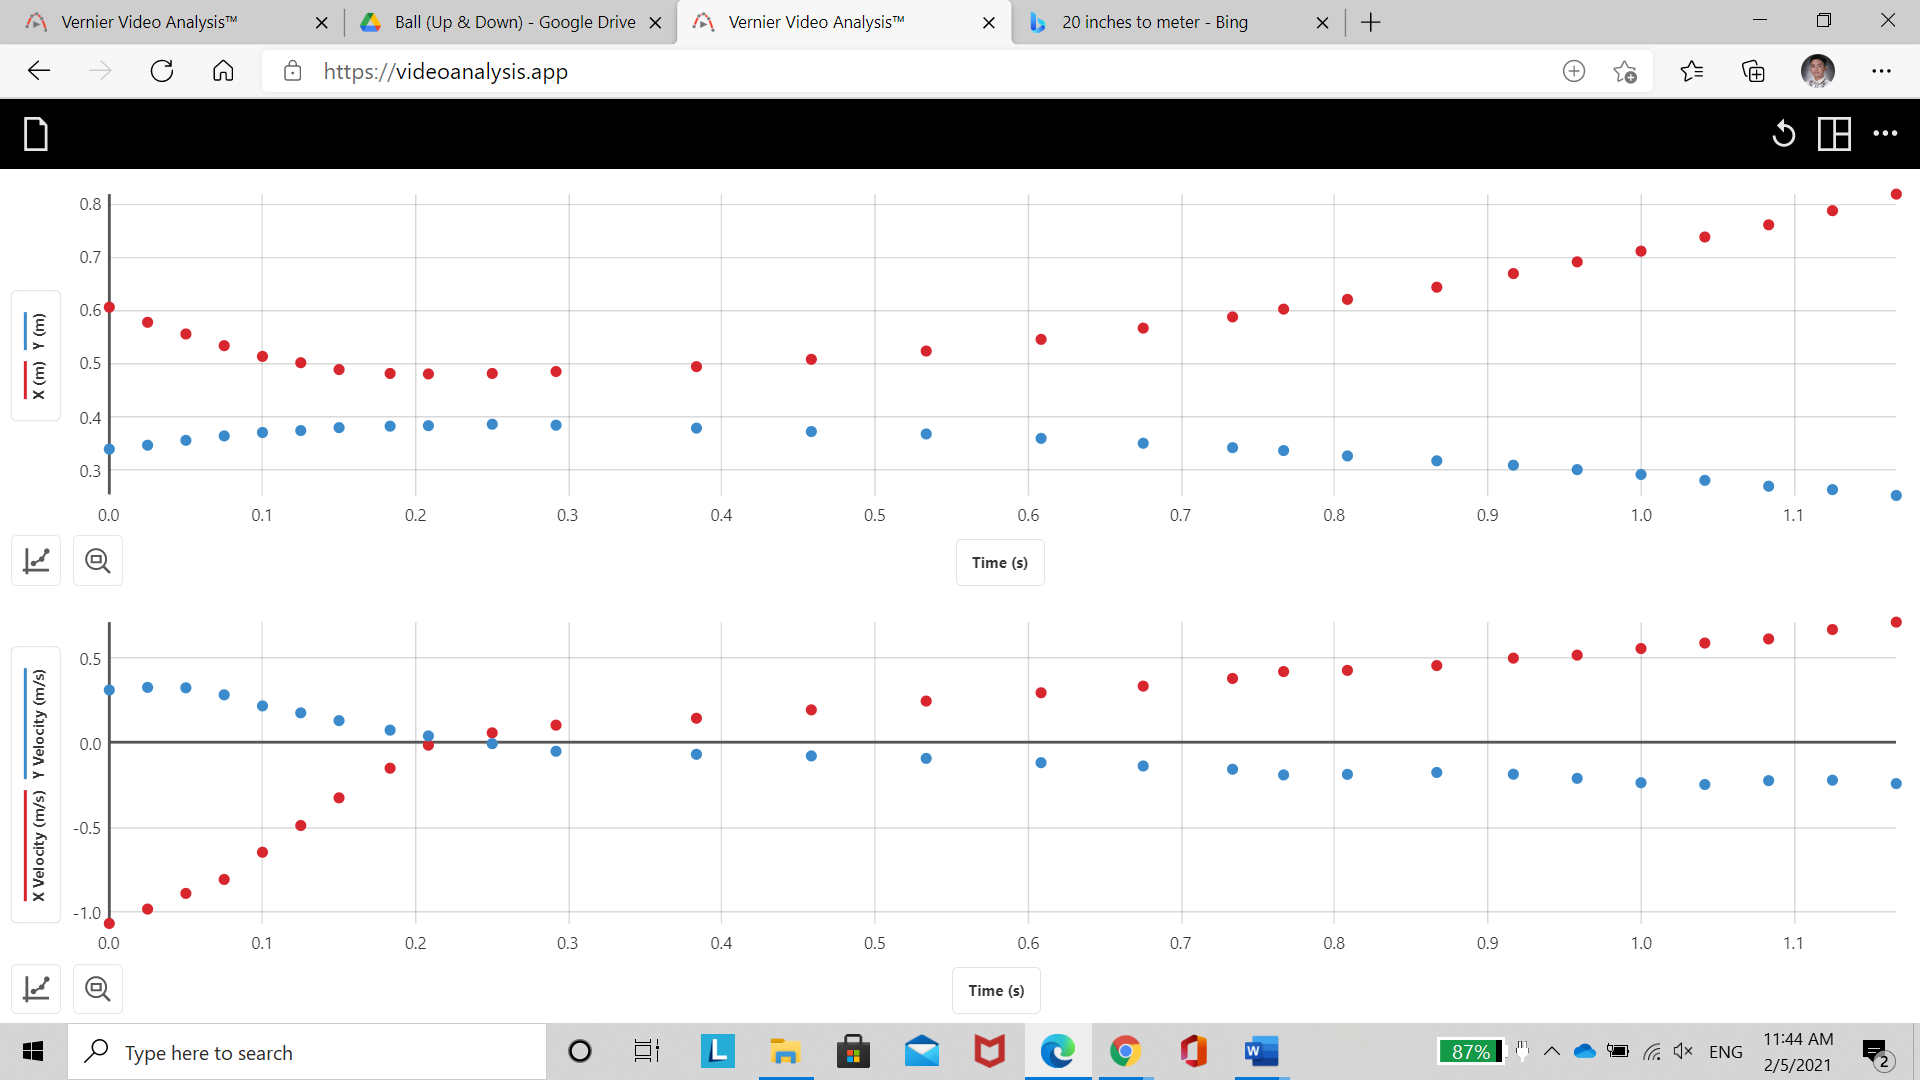 Vernier Video Analysis™
Ball (Up & Down) - Google Drive
Vernier Video Analysis™
20 inches to meter - Bing
https://videoanalysis.app
0.8
0.7
0.6
0.5
0.4
0.3
X (m) Y (m)
0.0 0.1 0.2 0.3 0.4 0.5 0.6 0.7 0.8 0.9 1.0 1.1
Time (s)
0.5
0.0
-0.5
-1.0
X Velocity (m/s) Y Velocity (m/s)
0.0 0.1 0.2 0.3 0.4 0.5 0.6 0.7 0.8 0.9 1.0 1.1
Time (s)
Type here to search
L
W
87%
ENG
11:44 AM
2/5/2021
2